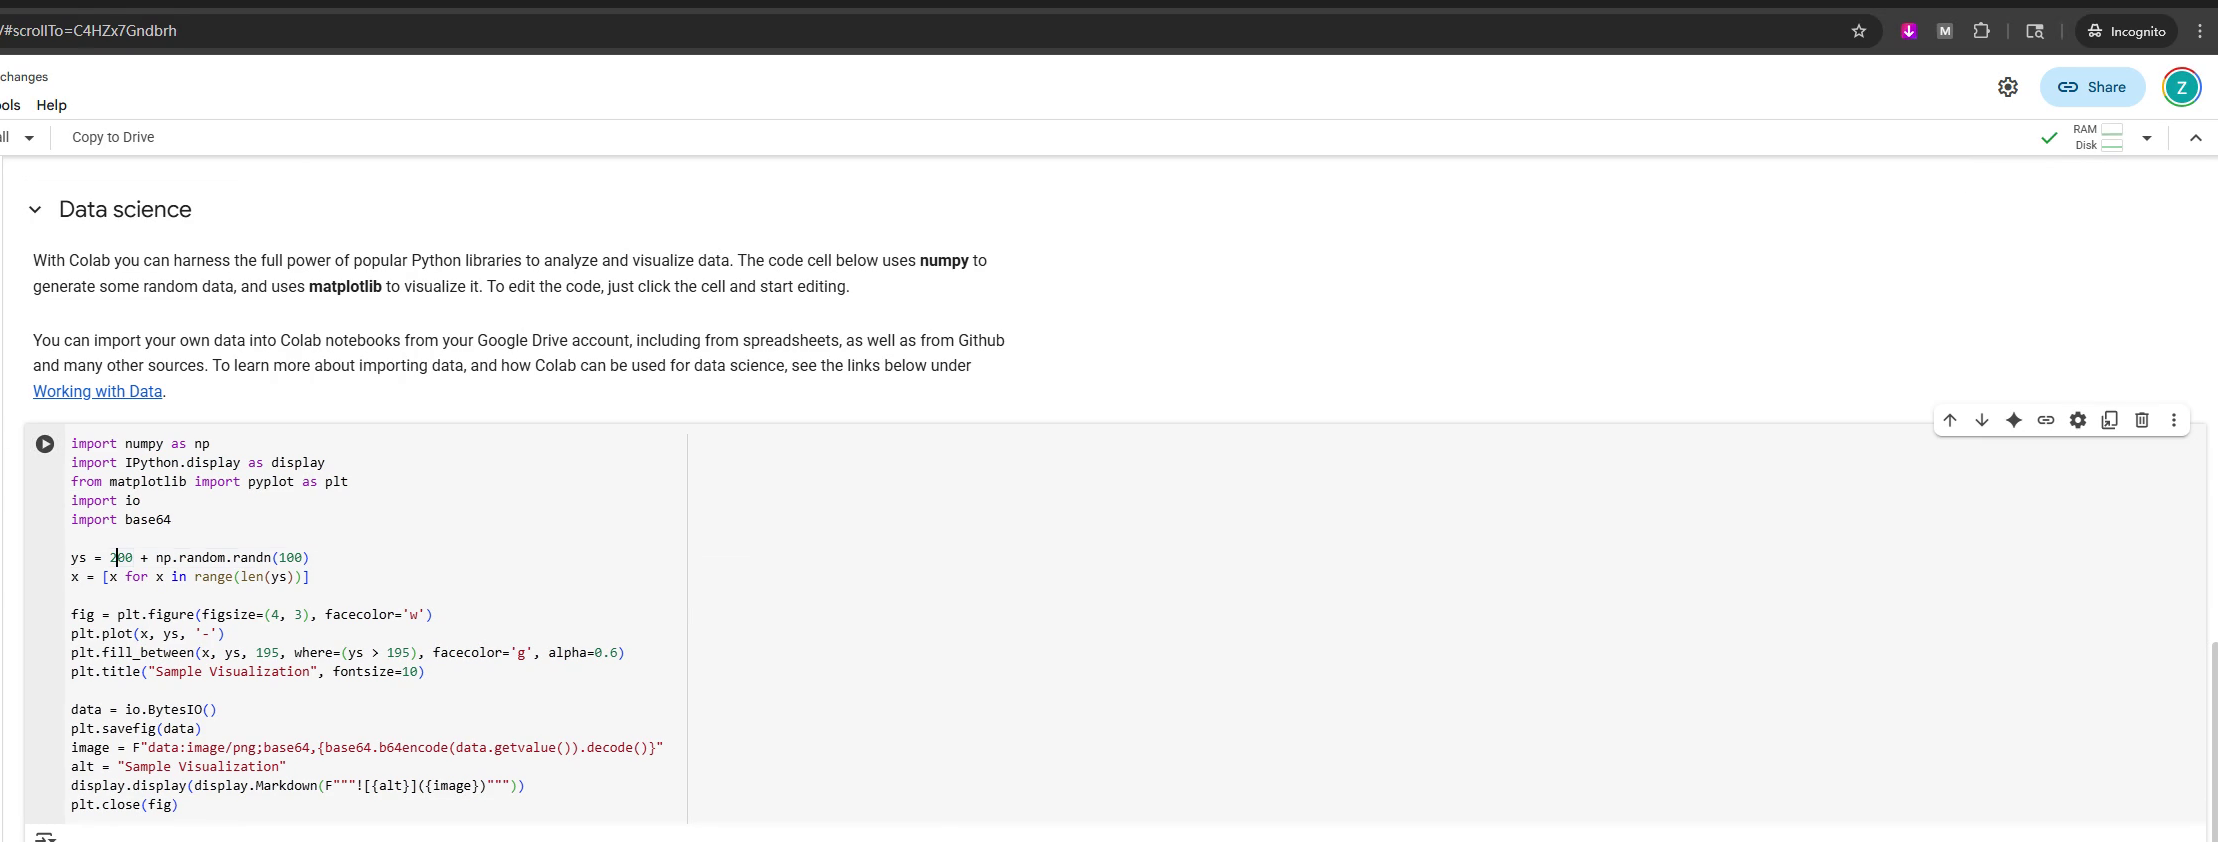 /#scrollTo=C4HZx7Gndbrh
M
Incognito
changes
ols Help
Share
Z
all Copy to Drive
RAM
Disk
Data science
With Colab you can harness the full power of popular Python libraries to analyze and visualize data. The code cell below uses numpy to
generate some random data, and uses matplotlib to visualize it. To edit the code, just click the cell and start editing.
You can import your own data into Colab notebooks from your Google Drive account, including from spreadsheets, as well as from Github
and many other sources. To learn more about importing data, and how Colab can be used for data science, see the links below under
Working with Data.
import numpy as np
import IPython.display as display
from matplotlib import pyplot as plt
import io
import base64
ys = 200 + np.random.randn(100)
x = [x for x in range(len(ys))]
fig = plt.figure(figsize=(4, 3), facecolor='w')
plt.plot(x, ys, '-')
plt.fill_between(x, ys, 195, where=(ys > 195), facecolor='g', alpha=0.6)
plt.title("Sample Visualization", fontsize=10)
data = io.BytesIO()
plt.savefig(data)
image = F"data:image/png;base64,{base64.b64encode(data.getvalue()).decode()}"
alt = "Sample Visualization"
display.display(display.Markdown(F"""![{alt}]({image})"""))
plt.close(fig)